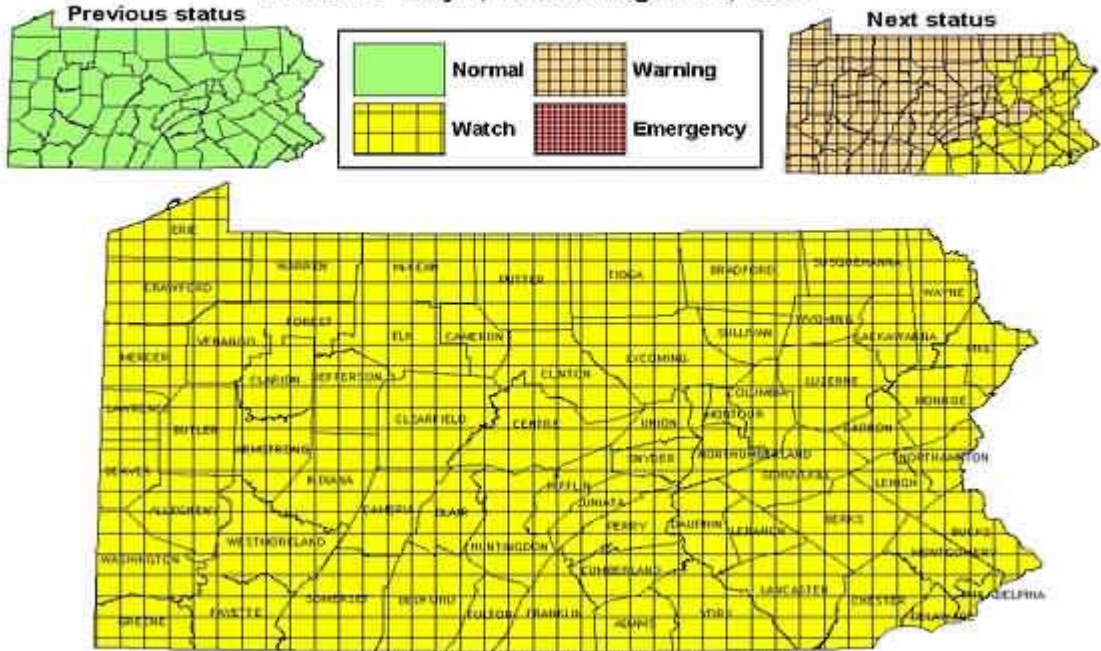 Previous status
Next status
Normal
Warning
Watch
Emergency
ERIE
CRAWFORD
WARREN
McKEAN
POTTER
TIOGA
BRADFORD
SUSQUEHANNA
WAYNE
FOREST
VENANGO
ELK
CAMERON
SULLIVAN
WYOMING
LACKAWANNA
PIKE
MERCER
CLARION
JEFFERSON
CLINTON
LYCOMING
LUZERNE
COLUMBIA
MONROE
LAWRENCE
BUTLER
CLEARFIELD
CENTRE
UNION
MONTOUR
CARBON
ARMSTRONG
SNYDER
NORTHUMBERLAND
NORTHAMPTON
BEAVER
INDIANA
MIFFLIN
SCHUYLKILL
LEHIGH
ALLEGHENY
CAMBRIA
BLAIR
JUNIATA
PERRY
DAUPHIN
LEBANON
BERKS
BUCKS
WASHINGTON
WESTMORELAND
HUNTINGDON
MONTGOMERY
CUMBERLAND
LANCASTER
CHESTER
PHILADELPHIA
GREENE
FAYETTE
SOMERSET
BEDFORD
FULTON
FRANKLIN
ADAMS
YORK
DELAWARE